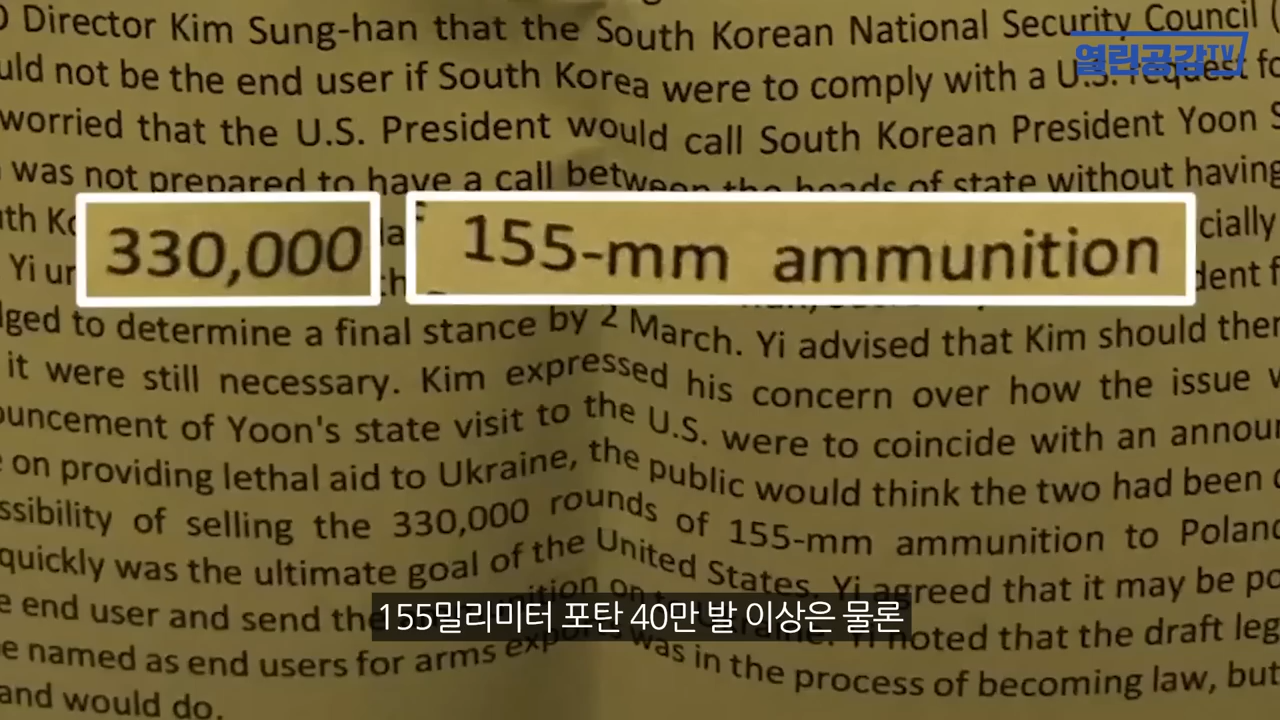 Director Kim Sung-han that the South Korean National Security Council (
열린공감TV
uld not be the end user if South Korea were to comply with a U.S. request fo
worried that the U.S. President would call South Korean President Yoon S
was not prepared to have a call between the heads of state without having
330,000
155-mm ammunition
cially
Yi
dent f
ged to determine a final stance by 2 March. Yi advised that Kim should then
it were still necessary. Kim expressed his concern over how the issue w
ouncement of Yoon's state visit to the U.S. were to coincide with an announ
on providing lethal aid to Ukraine, the public would think the two had been
ssibility of selling the 330,000 rounds of 155-mm ammunition to Poland
quickly was the ultimate goal of the United States. Yi agreed that it may be po
e end user and send the
noted that the draft leg
155밀리미터 포탄 40만 발 이상은 물론
e named as end users for arms was in the process of becoming law, but
and would do.